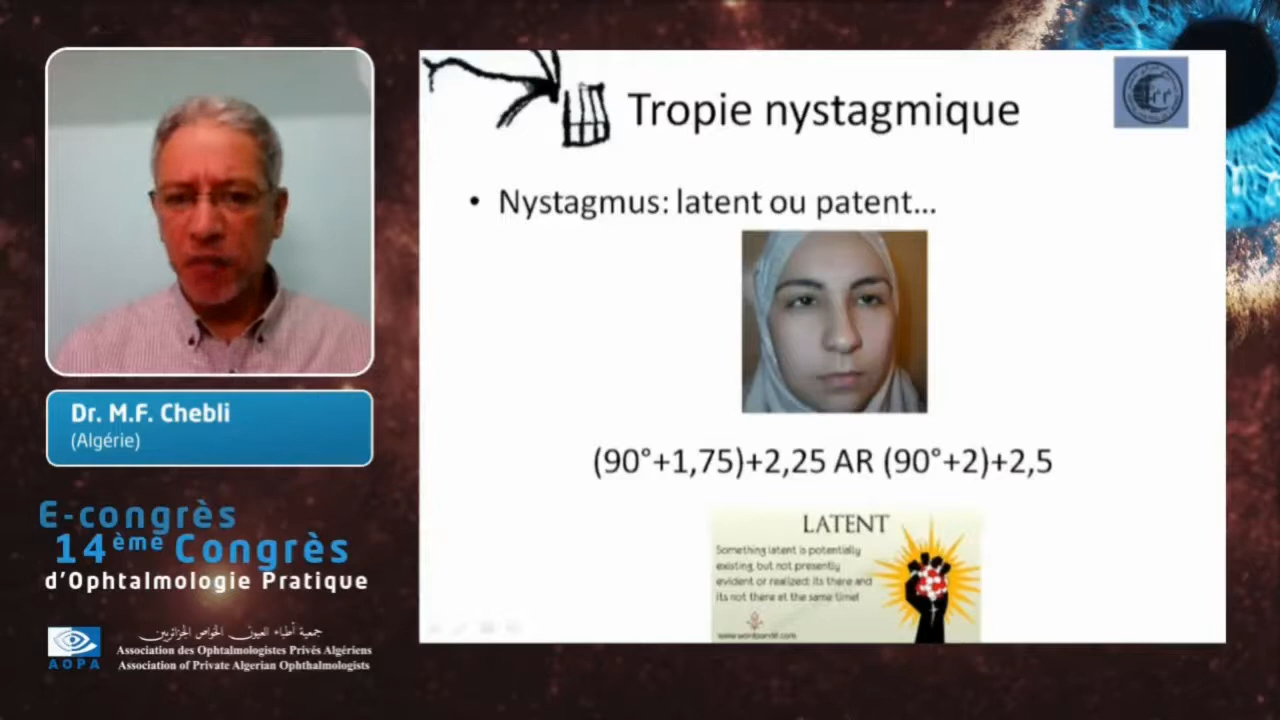 Tropie nystagmique
• Nystagmus: latent ou patent...
(90°+1,75)+2,25 AR (90°+2)+2,5
LATENT
Something latent is potentially
existing, but not presently
evident or realized: its there and
its not there at the same time!
www.wordpandit.com
Dr. M.F. Chebli
(Algérie)
E-congrès
14ème Congrès
d'Ophtalmologie Pratique
جمعية أطباء العيون الخواص الجزائريين
AOPA
Association des Ophtalmologistes Privés Algériens
Association of Private Algerian Ophthalmologists